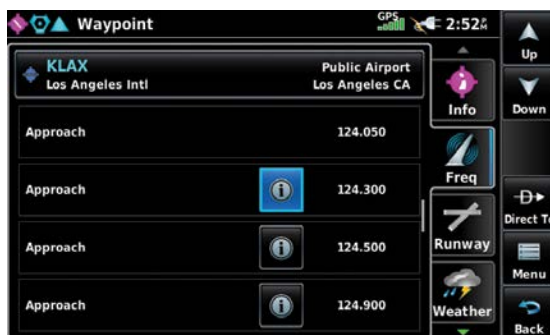 Waypoint
GPS
2:52
KLAX
Los Angeles Intl
Public Airport
Los Angeles CA
Approach 124.050
Approach 124.300
Approach 124.500
Approach 124.900
Info
Freq
Runway
Weather
Up
Down
Direct
Menu
Back